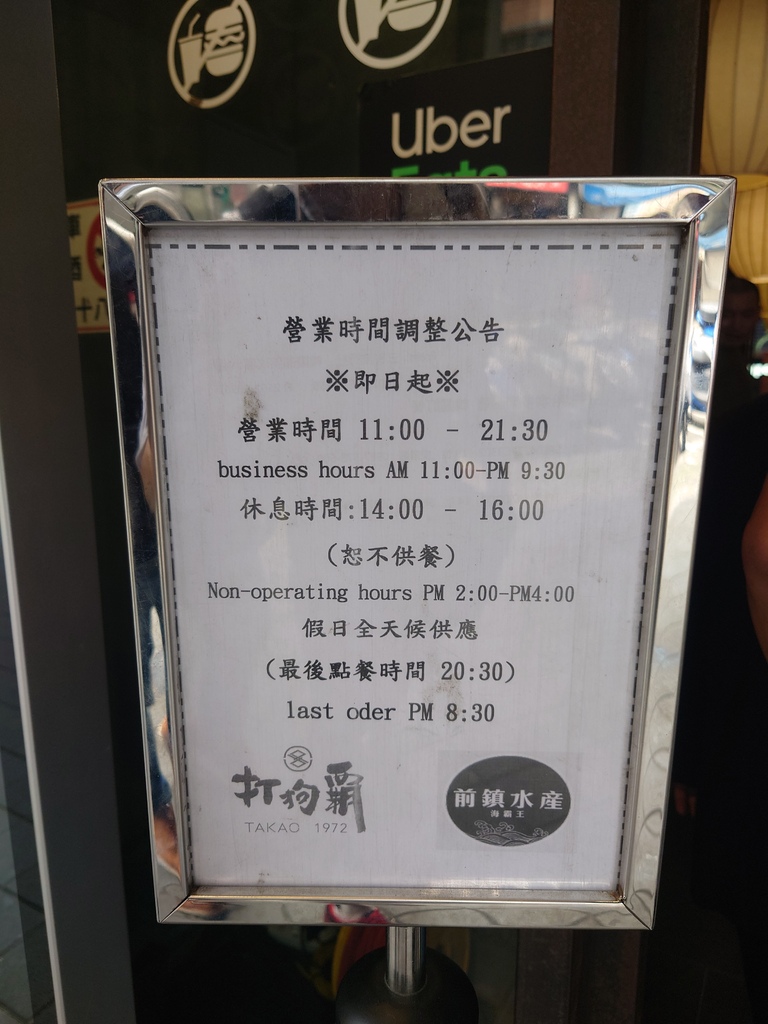 Uber
Eats
營業時間調整公告
※即日起※
營業時間 11:00 - 21:30
business hours AM 11:00-PM 9:30
休息時間:14:00 - 16:00
(恕不供餐)
Non-operating hours PM 2:00-PM4:00
假日全天候供應
(最後點餐時間 20:30)
last oder PM 8:30
打狗霸
TAKAO 1972
前鎮水産
海霸王